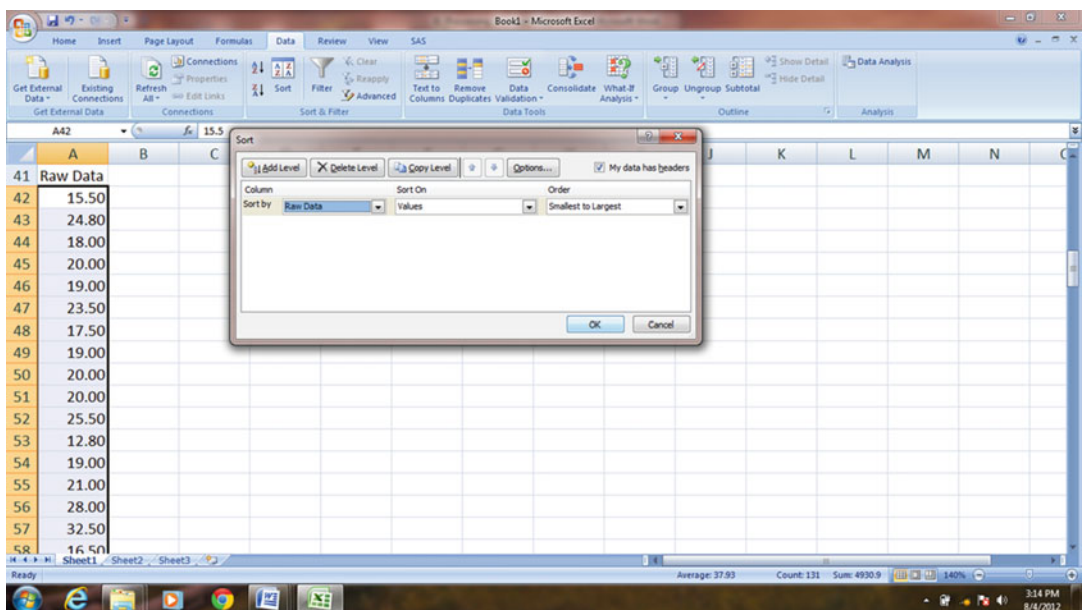 Book1 - Microsoft Excel
Home Insert Page Layout Formulas Data Review View SAS
Get External Data Existing Connections Refresh All Connections Properties Edit Links Sort Filter Clear Reapply Advanced Text to Columns Remove Duplicates Data Validation Consolidate What-If Analysis Group Ungroup Subtotal Show Detail Hide Detail Data Analysis
Get External Data Connections Sort & Filter Data Tools Outline Analysis
A42 fx 15.5
Sort
Add Level Delete Level Copy Level Options... My data has headers
Column Sort On Order
Sort by Raw Data Values Smallest to Largest
OK Cancel
A B C J K L M N
41 Raw Data
42 15.50
43 24.80
44 18.00
45 20.00
46 19.00
47 23.50
48 17.50
49 19.00
50 20.00
51 20.00
52 25.50
53 12.80
54 19.00
55 21.00
56 28.00
57 32.50
58 16.50
Sheet1 Sheet2 Sheet3
Ready Average: 37.93 Count: 131 Sum: 4930.9 140%
3:14 PM
8/4/2012